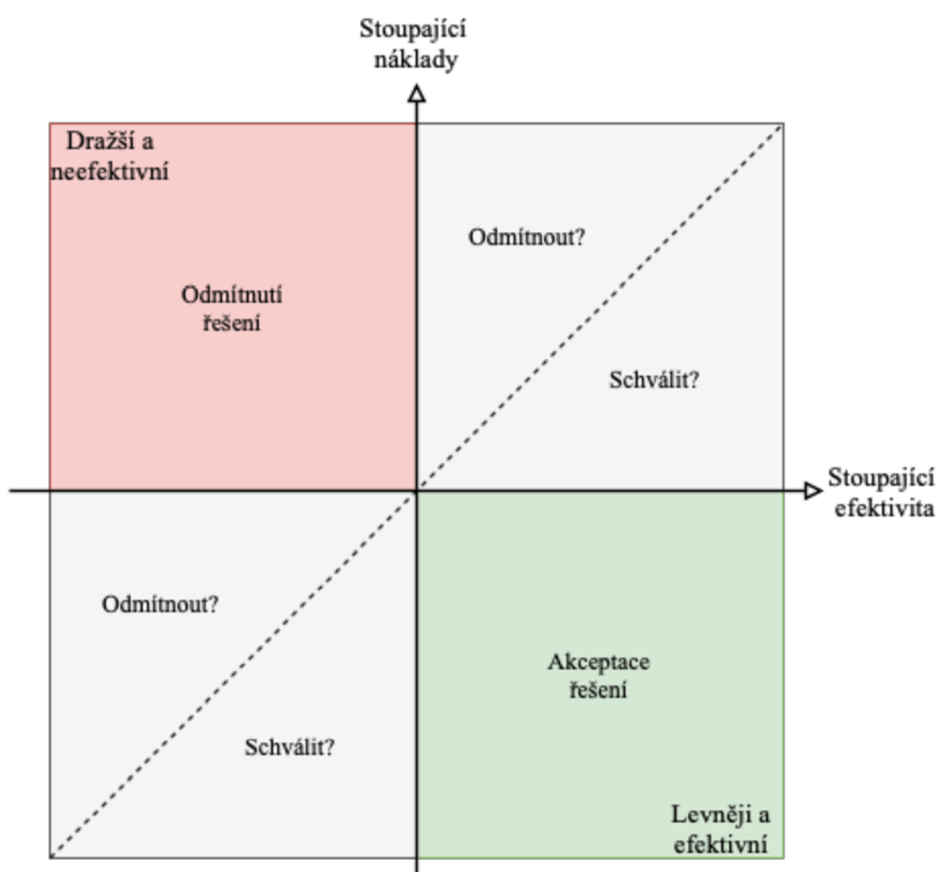 Stoupající
náklady
Dražší a
neefektivní
Odmítnout?
Odmítnutí
řešení
Schválit?
Stoupající
efektivita
Odmítnout?
Akceptace
řešení
Schválit?
Levněji a
efektivní